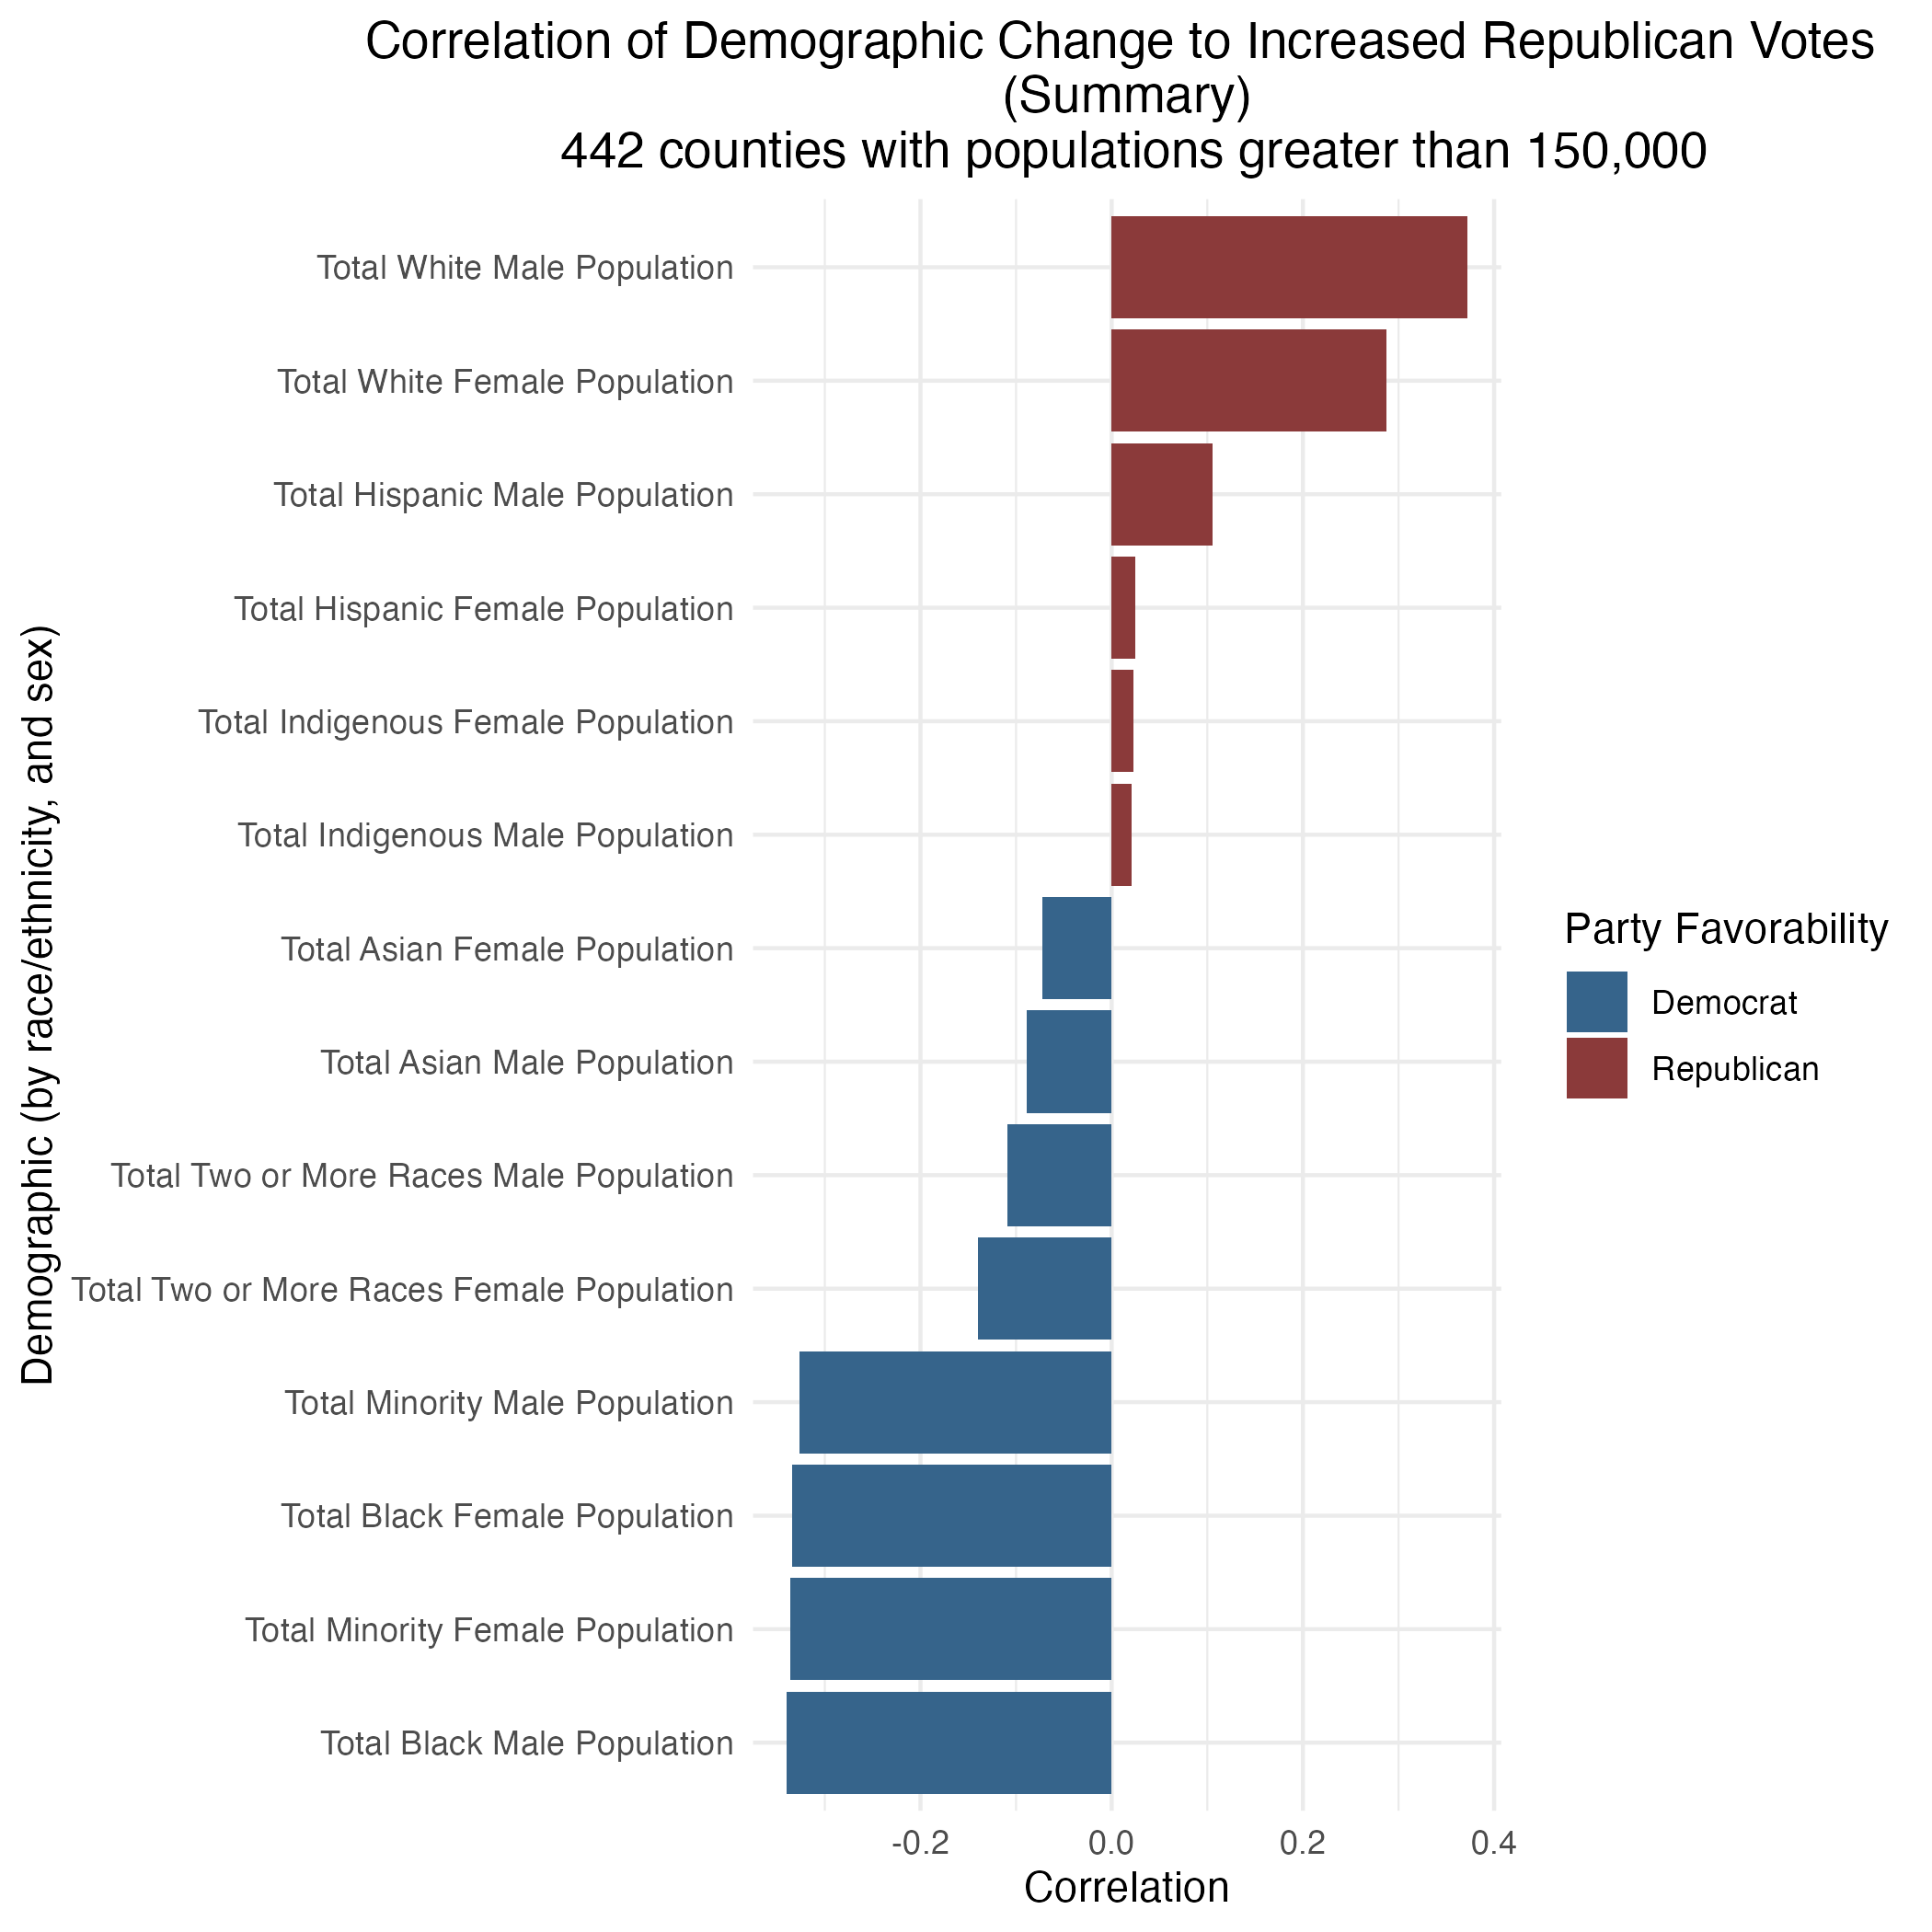 Correlation of Demographic Change to Increased Republican Votes
(Summary)
442 counties with populations greater than 150,000
Demographic (by race/ethnicity, and sex)
Total White Male Population
Total White Female Population
Total Hispanic Male Population
Total Hispanic Female Population
Total Indigenous Female Population
Total Indigenous Male Population
Total Asian Female Population
Total Asian Male Population
Total Two or More Races Male Population
Total Two or More Races Female Population
Total Minority Male Population
Total Black Female Population
Total Minority Female Population
Total Black Male Population
-0.2 0.0 0.2 0.4
Correlation
Party Favorability
Democrat
Republican